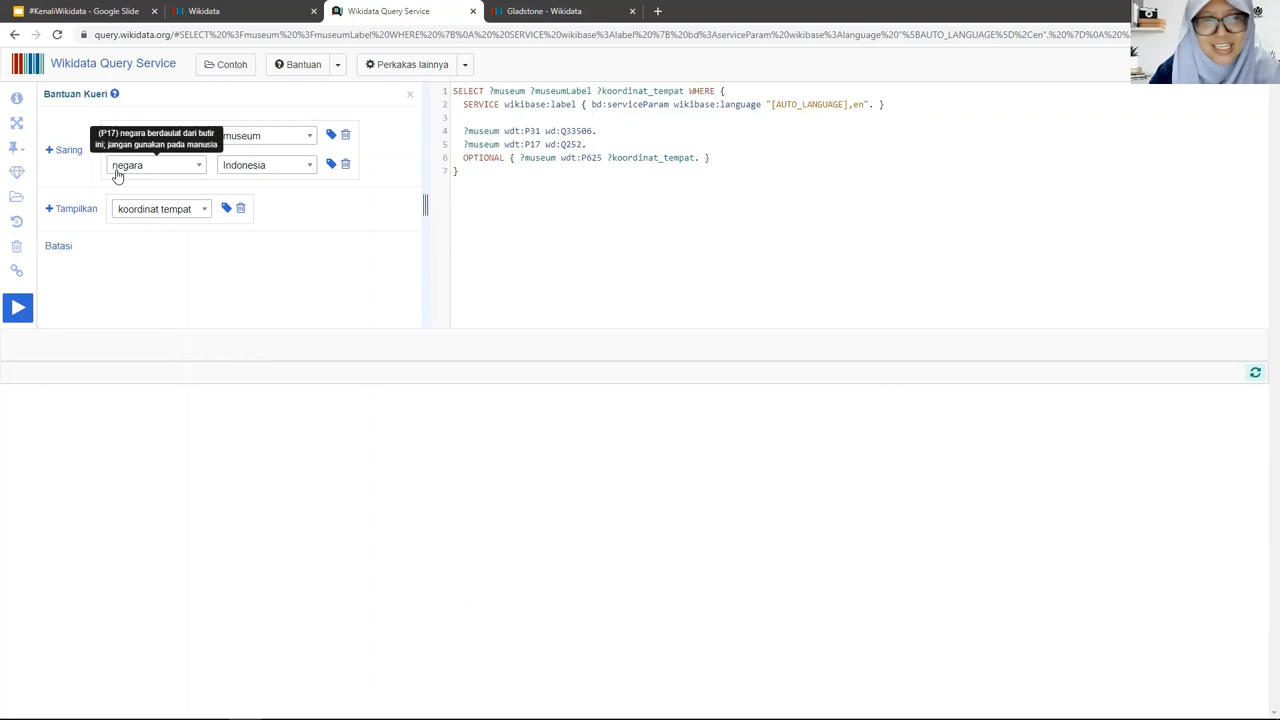 #KenaliWikidata - Google Slide
Wikidata
Wikidata Query Service
Gladstone - Wikidata
query.wikidata.org/#SELECT%20%3Fmuseum%20%3FmuseumLabel%20WHERE%20%7B%0A%20%20SERVICE%20wikibase%3Alabel%20%7B%20bd%3AserviceParam%20wikibase%3Alanguage%20"%5BAUTO_LANGUAGE%5D%2Cen".%20%7D%0A%20
Wikidata Query Service
Contoh
Bantuan
Perkakas lainnya
Bantuan Kueri
(P17) negara berdaulat dari butir
ini; jangan gunakan pada manusia
museum
+ Saring
negara
Indonesia
+ Tampilkan
koordinat tempat
Batasi
1 SELECT ?museum ?museumLabel ?koordinat_tempat WHERE {
2 SERVICE wikibase:label { bd:serviceParam wikibase:language "[AUTO_LANGUAGE],en". }
3
4 ?museum wdt:P31 wd:Q33506.
5 ?museum wdt:P17 wd:Q252.
6 OPTIONAL { ?museum wdt:P625 ?koordinat_tempat. }
7 }